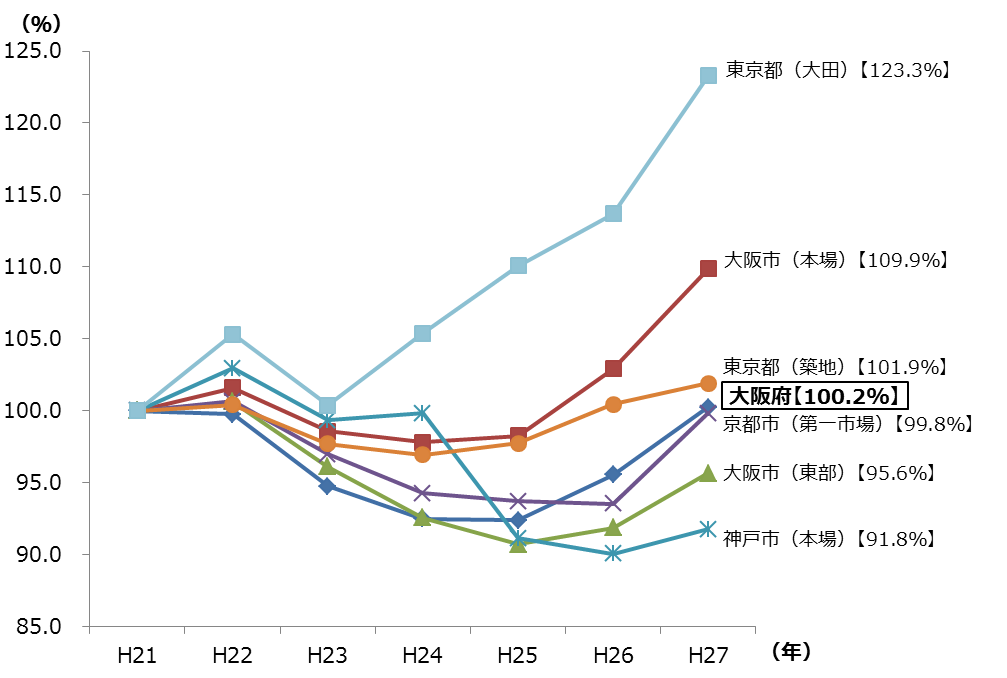 （%）
125.0
120.0
115.0
110.0
105.0
100.0
95.0
90.0
85.0
H21 H22 H23 H24 H25 H26 H27
（年）
東京都（大田）【123.3%】
大阪市（本場）【109.9%】
東京都（築地）【101.9%】
大阪府【100.2%】
京都市（第一市場）【99.8%】
大阪市（東部）【95.6%】
神戸市（本場）【91.8%】